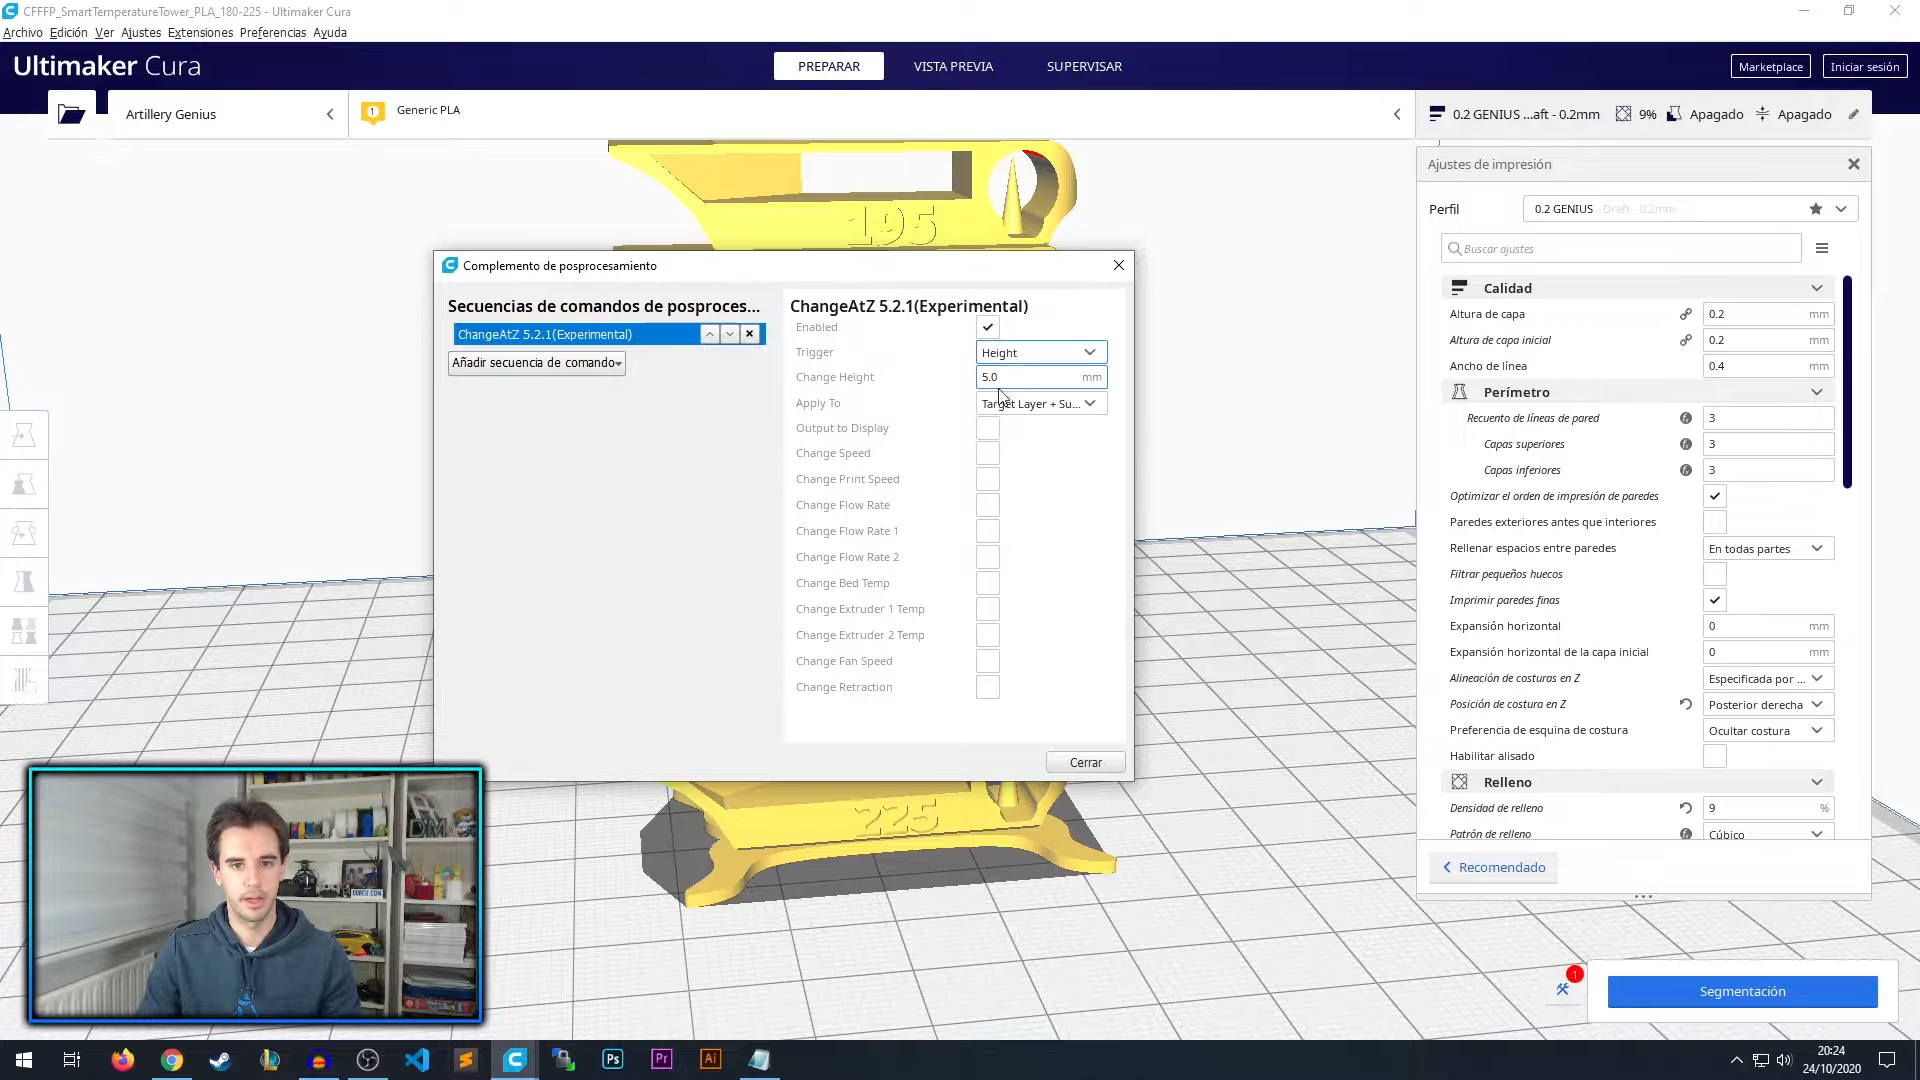 CFFFP_SmartTemperatureTower_PLA_180-225 - Ultimaker Cura
Archivo Edición Ver Ajustes Extensiones Preferencias Ayuda
Ultimaker Cura
PREPARAR
VISTA PREVIA
SUPERVISAR
Marketplace
Iniciar sesión
Artillery Genius
1
Generic PLA
0.2 GENIUS ...aft - 0.2mm
9%
Apagado
Apagado
Ajustes de impresión
Perfil
0.2 GENIUS - Draft - 0.2mm
Buscar ajustes
Calidad
Altura de capa
0.2 mm
Altura de capa inicial
0.2 mm
Ancho de línea
0.4 mm
Perímetro
Recuento de líneas de pared
3
Capas superiores
3
Capas inferiores
3
Optimizar el orden de impresión de paredes
Paredes exteriores antes que interiores
Rellenar espacios entre paredes
En todas partes
Filtrar pequeños huecos
Imprimir paredes finas
Expansión horizontal
0 mm
Expansión horizontal de la capa inicial
0 mm
Alineación de costuras en Z
Especificada por ...
Posición de costura en Z
Posterior derecha
Preferencia de esquina de costura
Ocultar costura
Habilitar alisado
Relleno
Densidad de relleno
9 %
Patrón de relleno
Cúbico
Recomendado
195
Complemento de posprocesamiento
Secuencias de comandos de posproces...
ChangeAtZ 5.2.1(Experimental)
Añadir secuencia de comando
ChangeAtZ 5.2.1(Experimental)
Enabled
Trigger
Height
Change Height
5.0 mm
Apply To
Target Layer + Su...
Output to Display
Change Speed
Change Print Speed
Change Flow Rate
Change Flow Rate 1
Change Flow Rate 2
Change Bed Temp
Change Extruder 1 Temp
Change Extruder 2 Temp
Change Fan Speed
Change Retraction
Cerrar
225
1
Segmentación
Ps
Pr
Ai
20:24
24/10/2020